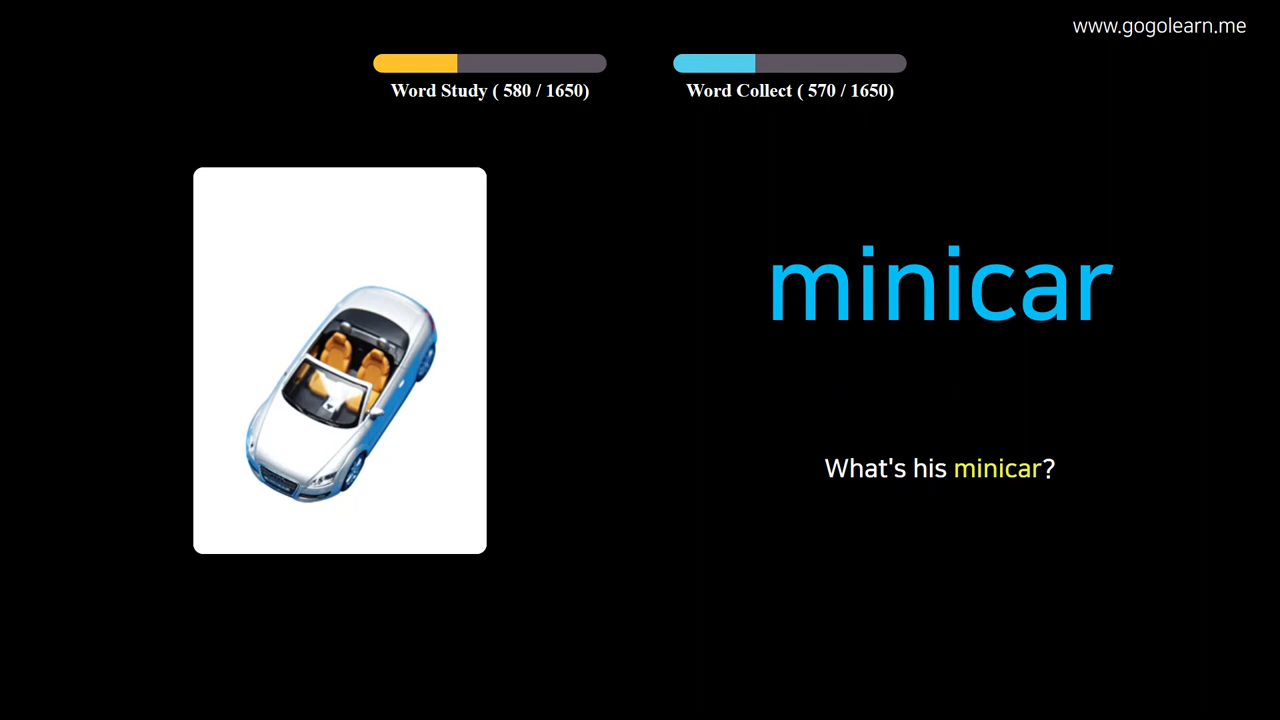 www.gogolearn.me
Word Study ( 580 / 1650)
Word Collect ( 570 / 1650)
minicar
What's his minicar?